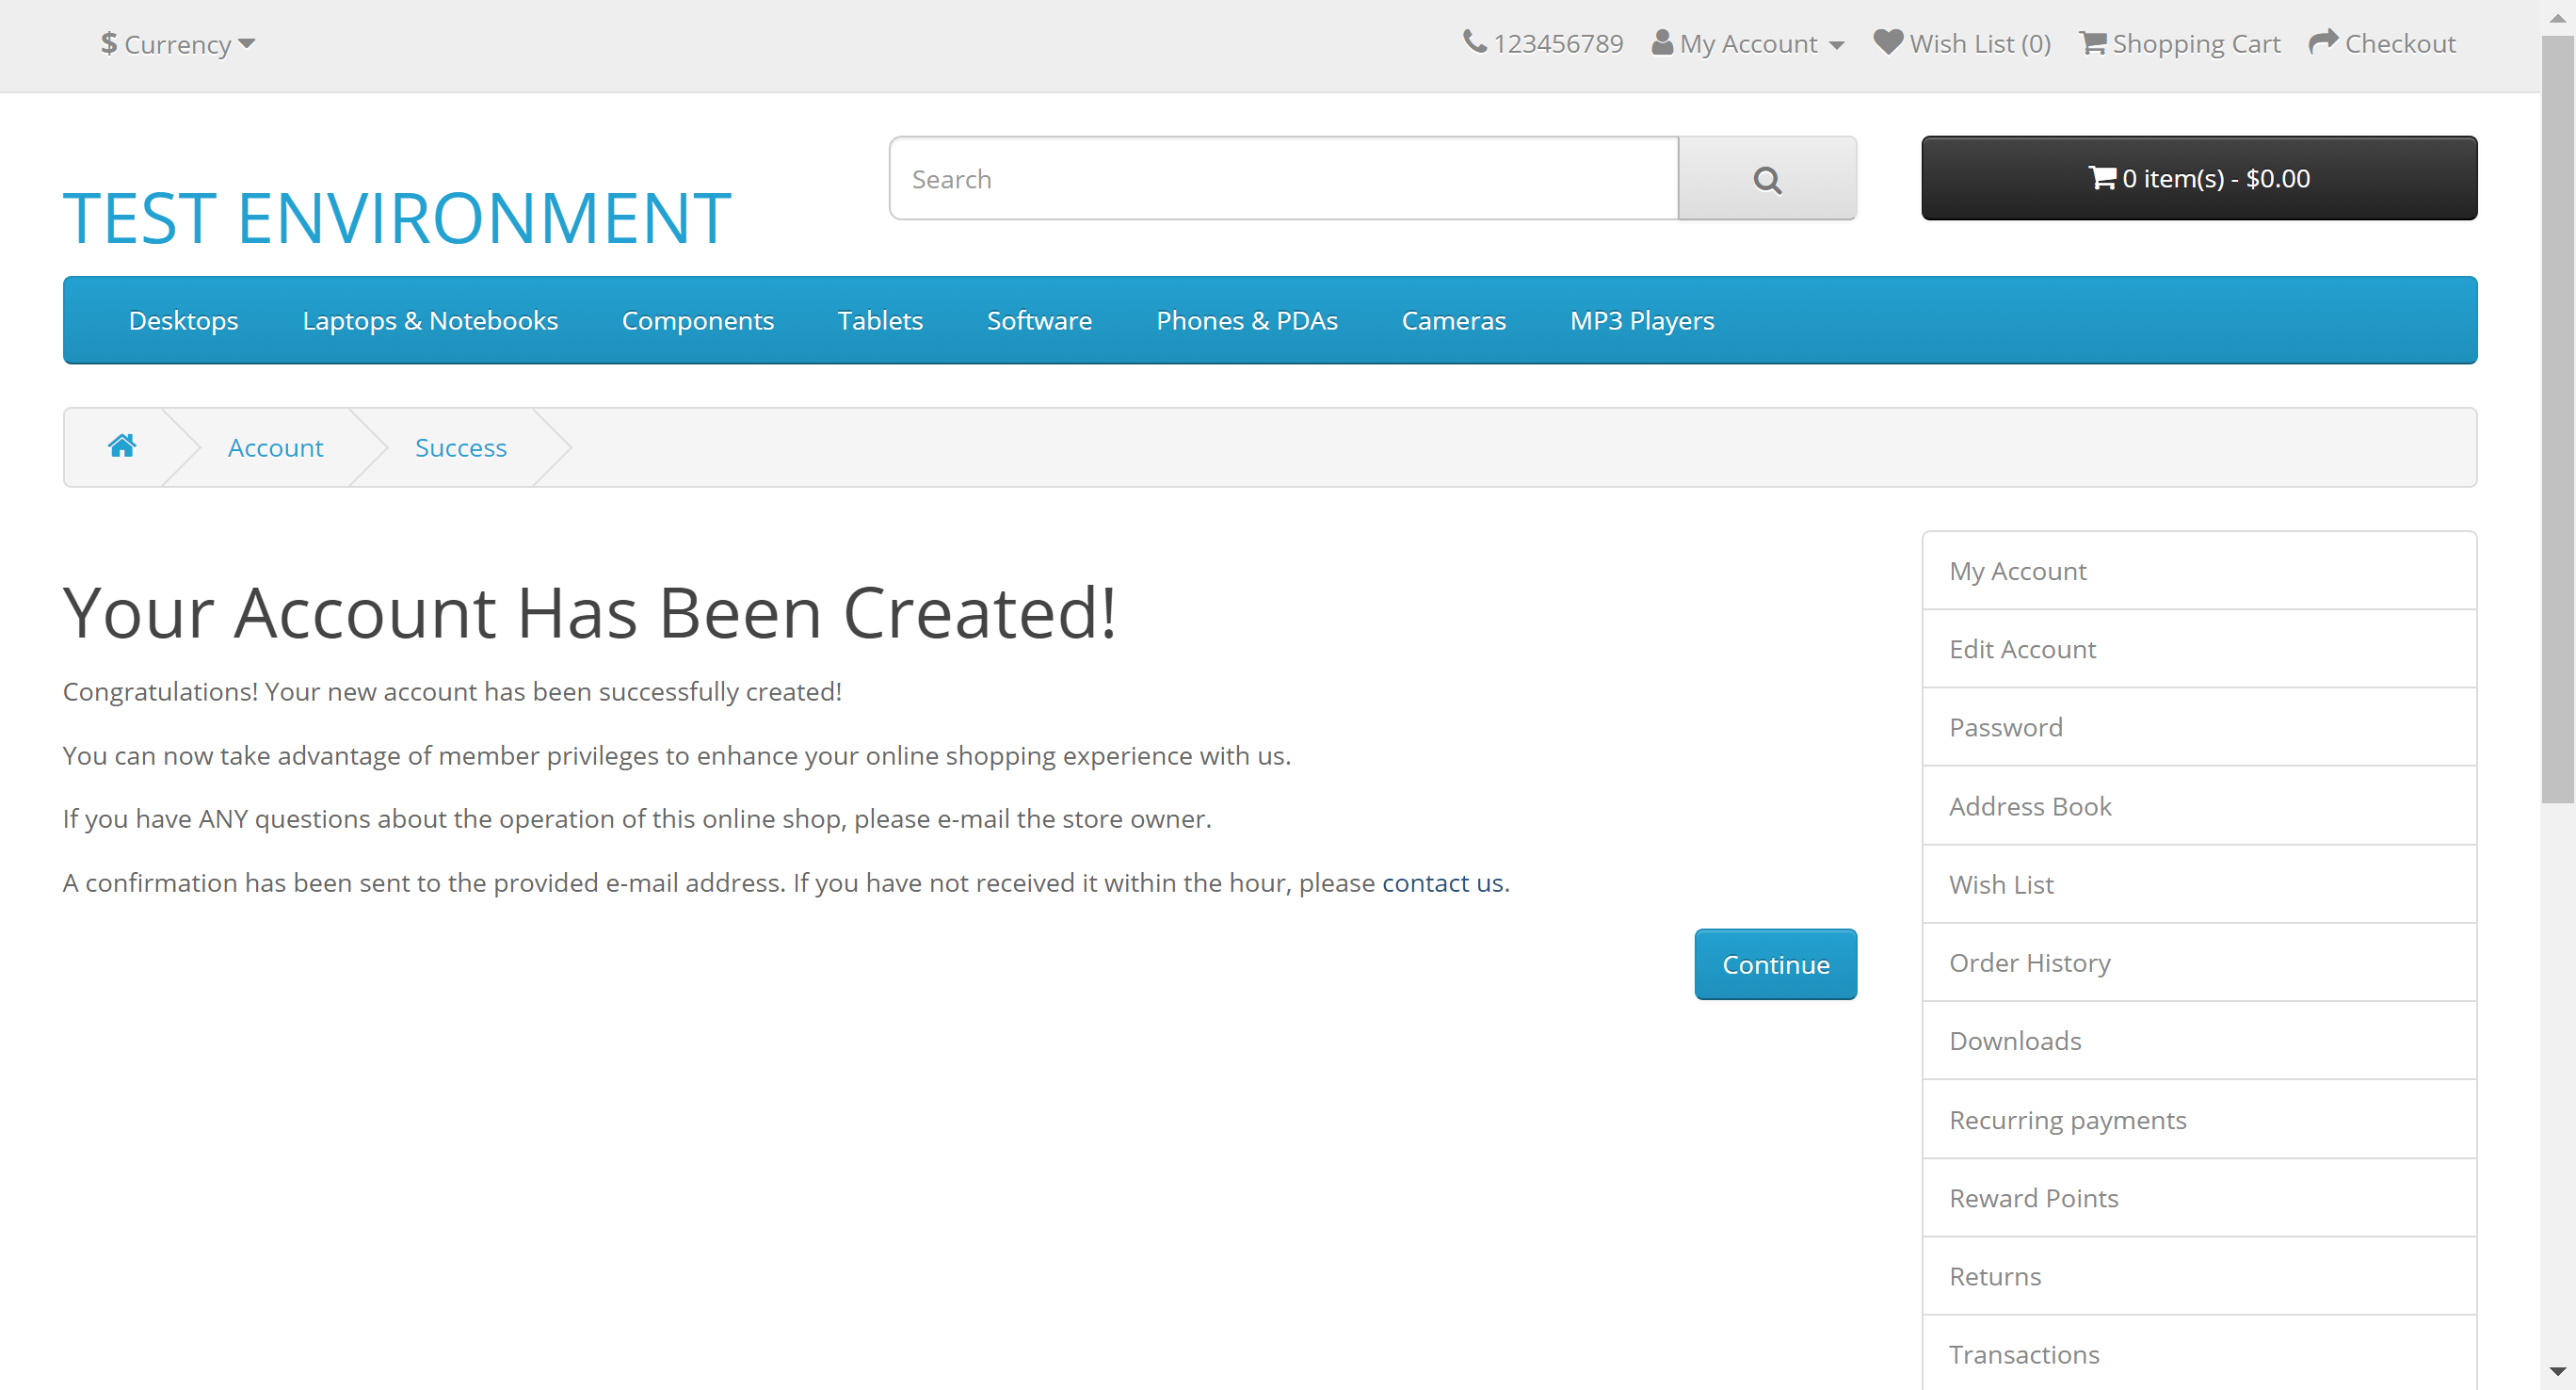 $ Currency
123456789 My Account Wish List (0) Shopping Cart Checkout
TEST ENVIRONMENT
Search
0 item(s) - $0.00
Desktops Laptops & Notebooks Components Tablets Software Phones & PDAs Cameras MP3 Players
Account Success
Your Account Has Been Created!
Congratulations! Your new account has been successfully created!
You can now take advantage of member privileges to enhance your online shopping experience with us.
If you have ANY questions about the operation of this online shop, please e-mail the store owner.
A confirmation has been sent to the provided e-mail address. If you have not received it within the hour, please contact us.
Continue
My Account
Edit Account
Password
Address Book
Wish List
Order History
Downloads
Recurring payments
Reward Points
Returns
Transactions